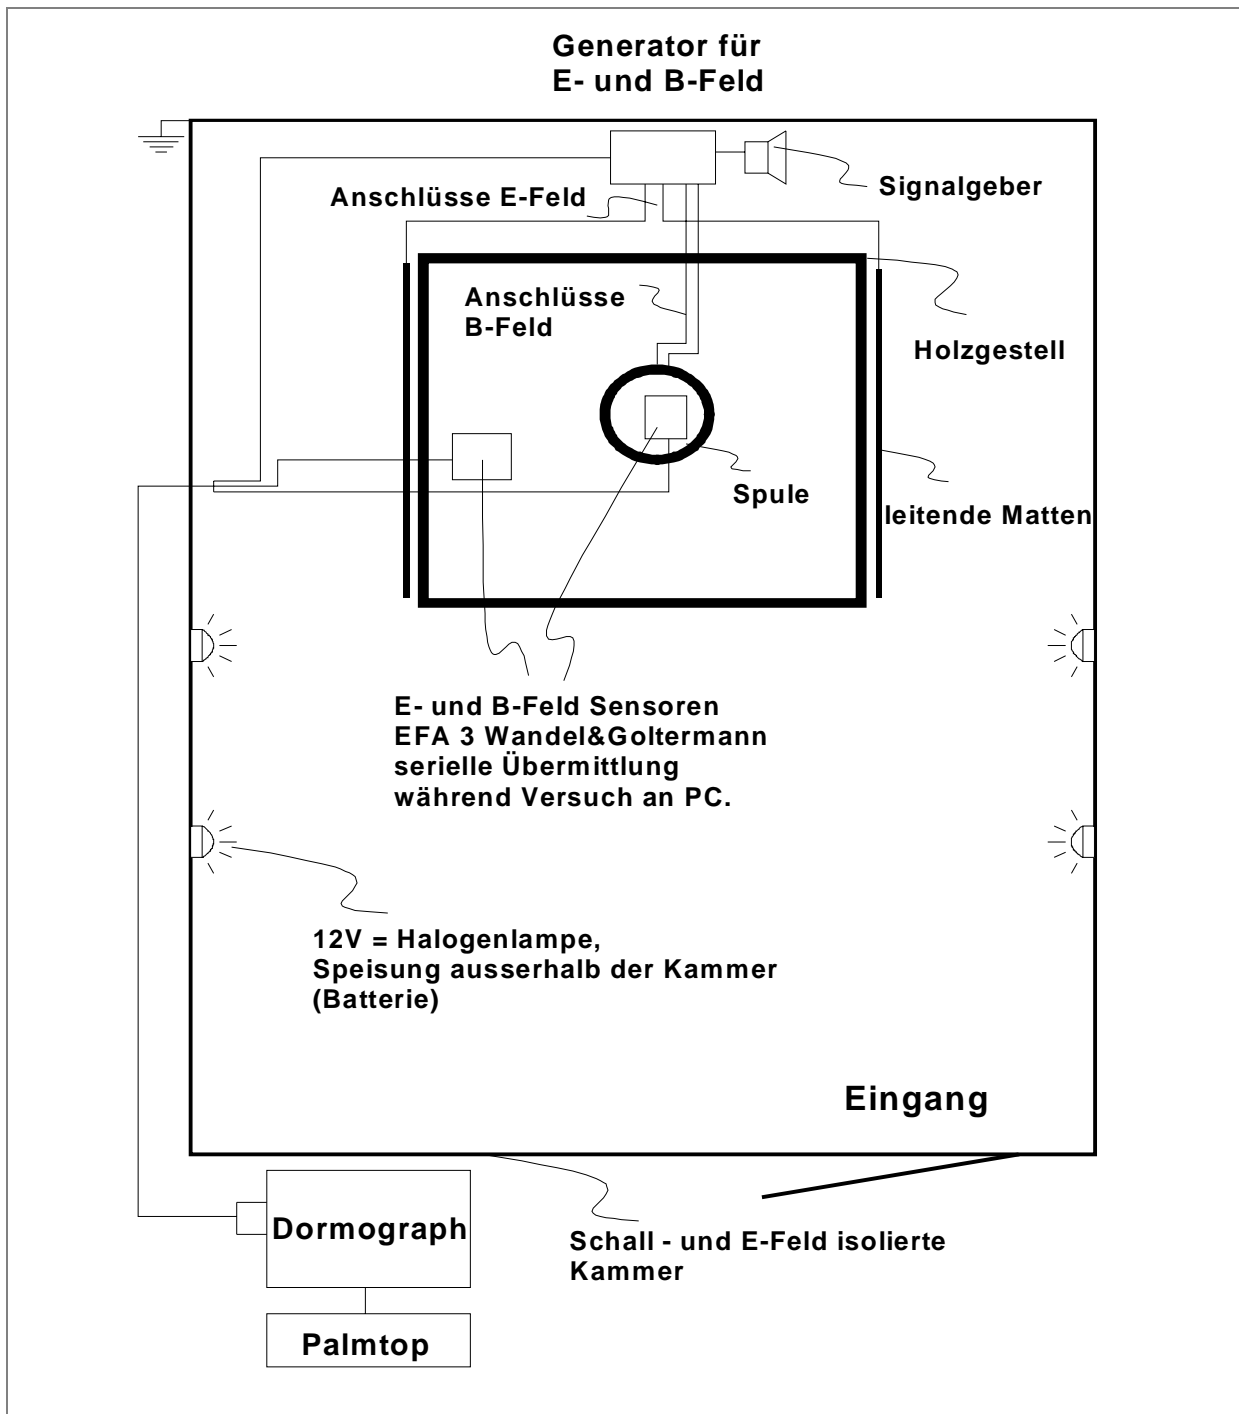 Generator für
E- und B-Feld
Signalgeber
Anschlüsse E-Feld
Anschlüsse
B-Feld
Holzgestell
Spule
leitende Matten
E- und B-Feld Sensoren
EFA 3 Wandel&Goltermann
serielle Übermittlung
während Versuch an PC.
12V = Halogenlampe,
Speisung ausserhalb der Kammer
(Batterie)
Eingang
Dormograph
Schall - und E-Feld isolierte
Kammer
Palmtop